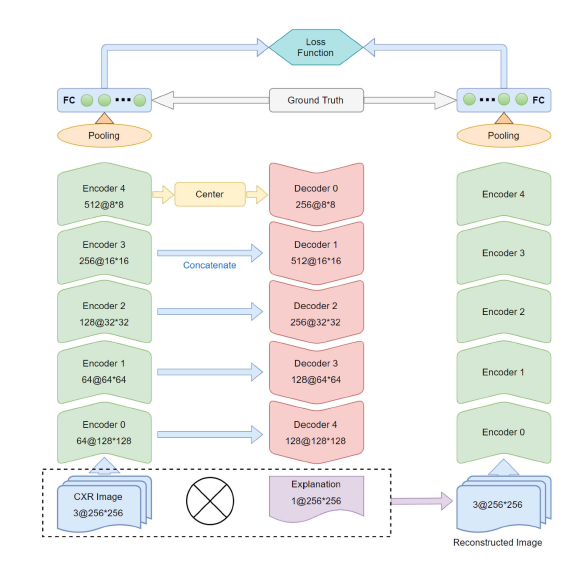 Loss
Function
FC
Ground Truth
FC
Pooling
Pooling
Encoder 4
512@8*8
Center
Decoder 0
256@8*8
Encoder 4
Encoder 3
256@16*16
Concatenate
Decoder 1
512@16*16
Encoder 3
Encoder 2
128@32*32
Decoder 2
256@32*32
Encoder 2
Encoder 1
64@64*64
Decoder 3
128@64*64
Encoder 1
Encoder 0
64@128*128
Decoder 4
128@128*128
Encoder 0
CXR Image
3@256*256
Explanation
1@256*256
3@256*256
Reconstructed Image